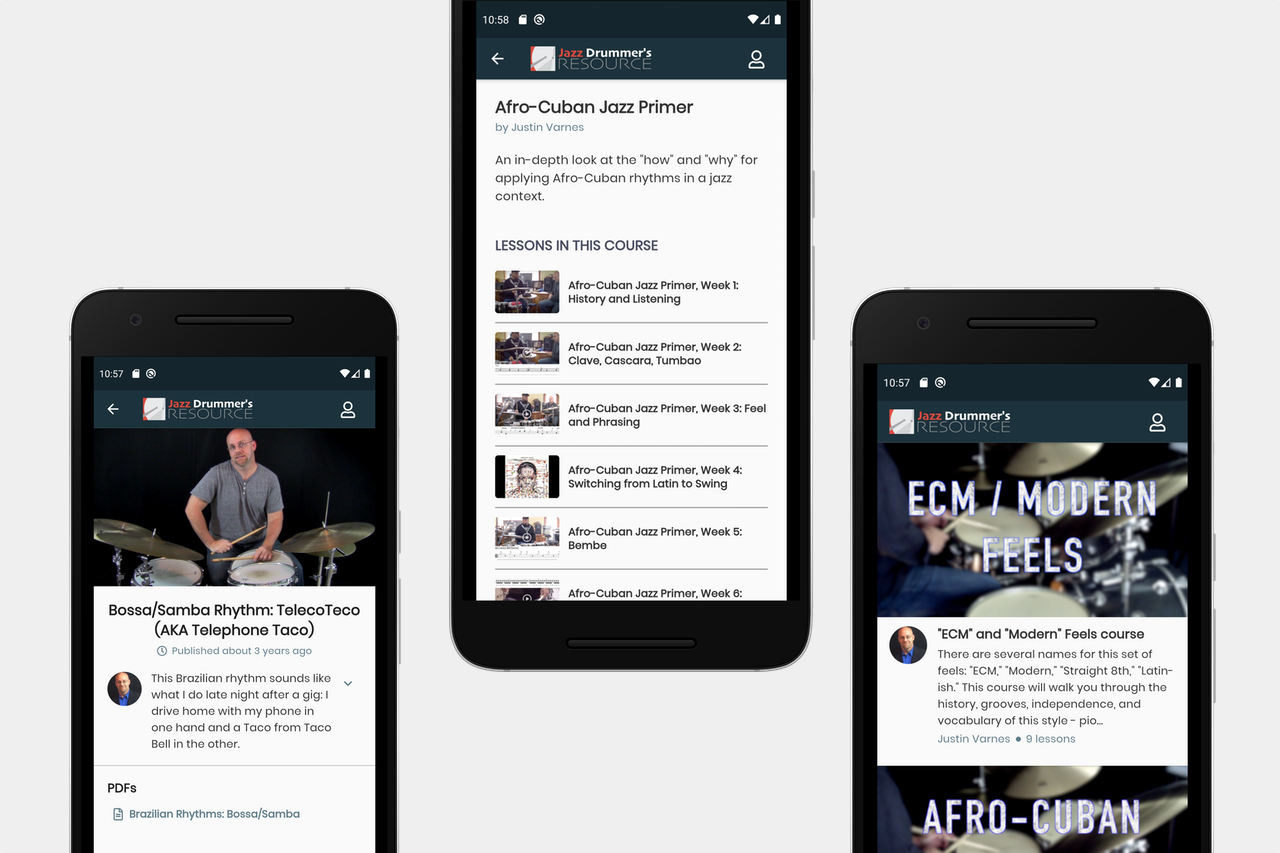 10:57
Jazz Drummer's
RESOURCE
Bossa/Samba Rhythm: TelecoTeco
(AKA Telephone Taco)
Published about 3 years ago
This Brazilian rhythm sounds like
what I do late night after a gig: I
drive home with my phone in
one hand and a Taco from Taco
Bell in the other.
PDFs
Brazilian Rhythms: Bossa/Samba
10:58
Jazz Drummer's
RESOURCE
Afro-Cuban Jazz Primer
by Justin Varnes
An in-depth look at the "how" and "why" for
applying Afro-Cuban rhythms in a jazz
context.
LESSONS IN THIS COURSE
Afro-Cuban Jazz Primer, Week 1:
History and Listening
Afro-Cuban Jazz Primer, Week 2:
Clave, Cascara, Tumbao
Afro-Cuban Jazz Primer, Week 3: Feel
and Phrasing
Afro-Cuban Jazz Primer, Week 4:
Switching from Latin to Swing
Afro-Cuban Jazz Primer, Week 5:
Bembe
Afro-Cuban Jazz Primer, Week 6:
10:57
Jazz Drummer's
RESOURCE
ECM / MODERN
FEELS
"ECM" and "Modern" Feels course
There are several names for this set of
feels: "ECM," "Modern," "Straight 8th," "Latin-
ish." This course will walk you through the
history, grooves, independence, and
vocabulary of this style - pio...
Justin Varnes • 9 lessons
AFRO-CUBAN